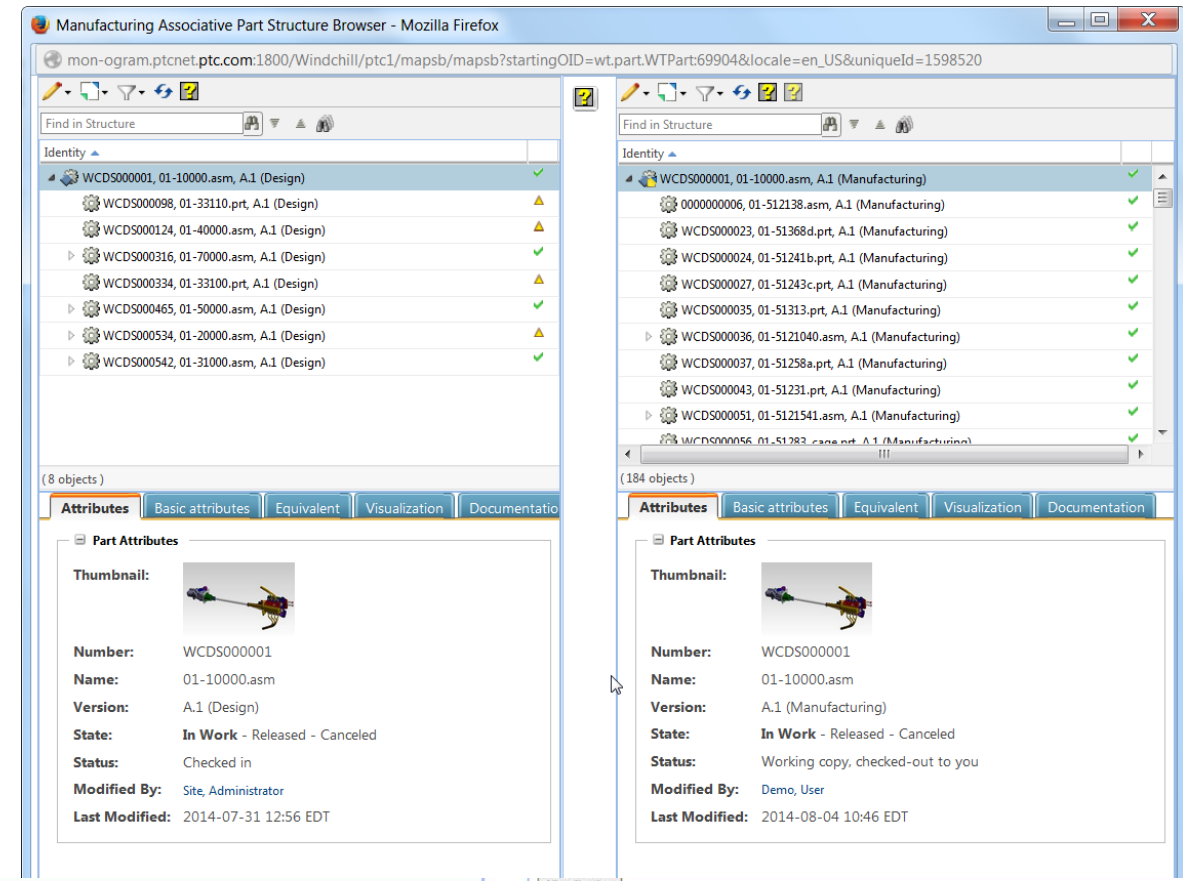 Manufacturing Associative Part Structure Browser - Mozilla Firefox
mon-ogram.ptcnet.ptc.com:1800/Windchill/ptc1/mapsb/mapsb?startingOID=wt.part.WTPart:69904&locale=en_US&uniqueId=1598520
Find in Structure
Identity
WCDS000001, 01-10000.asm, A.1 (Design)
WCDS000098, 01-33110.prt, A.1 (Design)
WCDS000124, 01-40000.asm, A.1 (Design)
WCDS000316, 01-70000.asm, A.1 (Design)
WCDS000334, 01-33100.prt, A.1 (Design)
WCDS000465, 01-50000.asm, A.1 (Design)
WCDS000534, 01-20000.asm, A.1 (Design)
WCDS000542, 01-31000.asm, A.1 (Design)
( 8 objects )
Attributes Basic attributes Equivalent Visualization Documentatio
Part Attributes
Thumbnail:
Number: WCDS000001
Name: 01-10000.asm
Version: A.1 (Design)
State: In Work - Released - Canceled
Status: Checked in
Modified By: Site, Administrator
Last Modified: 2014-07-31 12:56 EDT
Find in Structure
Identity
WCDS000001, 01-10000.asm, A.1 (Manufacturing)
0000000006, 01-512138.asm, A.1 (Manufacturing)
WCDS000023, 01-51368d.prt, A.1 (Manufacturing)
WCDS000024, 01-51241b.prt, A.1 (Manufacturing)
WCDS000027, 01-51243c.prt, A.1 (Manufacturing)
WCDS000035, 01-51313.prt, A.1 (Manufacturing)
WCDS000036, 01-5121040.asm, A.1 (Manufacturing)
WCDS000037, 01-51258a.prt, A.1 (Manufacturing)
WCDS000043, 01-51231.prt, A.1 (Manufacturing)
WCDS000051, 01-5121541.asm, A.1 (Manufacturing)
WCDS000056, 01-51283_cage.prt, A.1 (Manufacturing)
( 184 objects )
Attributes Basic attributes Equivalent Visualization Documentation
Part Attributes
Thumbnail:
Number: WCDS000001
Name: 01-10000.asm
Version: A.1 (Manufacturing)
State: In Work - Released - Canceled
Status: Working copy, checked-out to you
Modified By: Demo, User
Last Modified: 2014-08-04 10:46 EDT